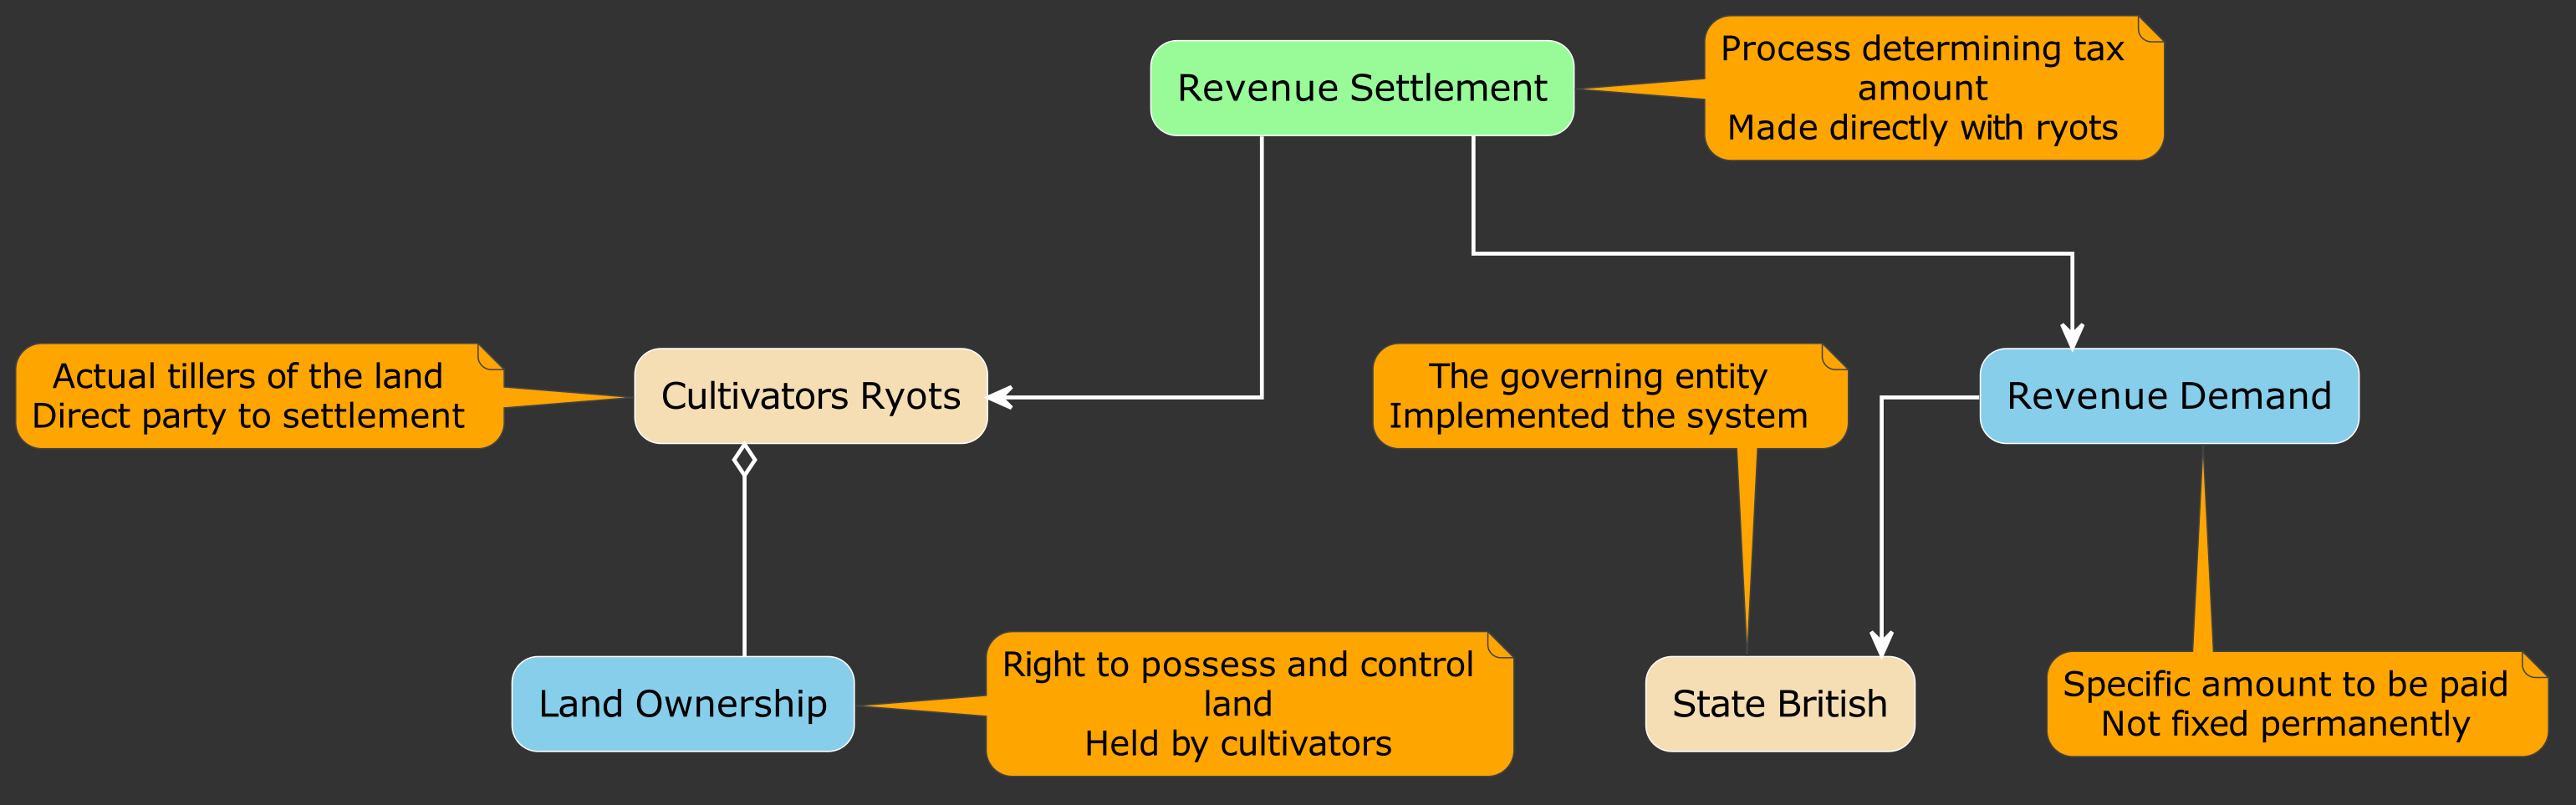 Revenue Settlement
Process determining tax
amount
Made directly with ryots
Actual tillers of the land
Direct party to settlement
Cultivators Ryots
The governing entity
Implemented the system
Revenue Demand
Land Ownership
Right to possess and control
land
Held by cultivators
State British
Specific amount to be paid
Not fixed permanently